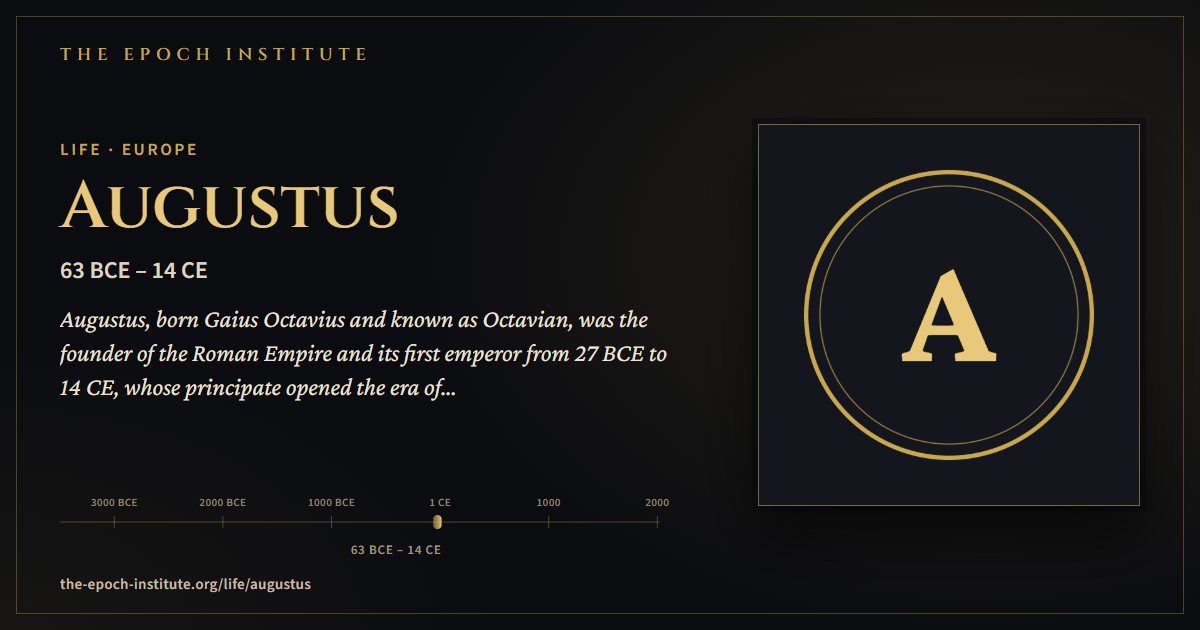 THE EPOCH INSTITUTE
LIFE · EUROPE
AUGUSTUS
63 BCE – 14 CE
Augustus, born Gaius Octavius and known as Octavian, was the
founder of the Roman Empire and its first emperor from 27 BCE to
14 CE, whose principate opened the era of...
A
3000 BCE 2000 BCE 1000 BCE 1 CE 1000 2000
63 BCE – 14 CE
the-epoch-institute.org/life/augustus